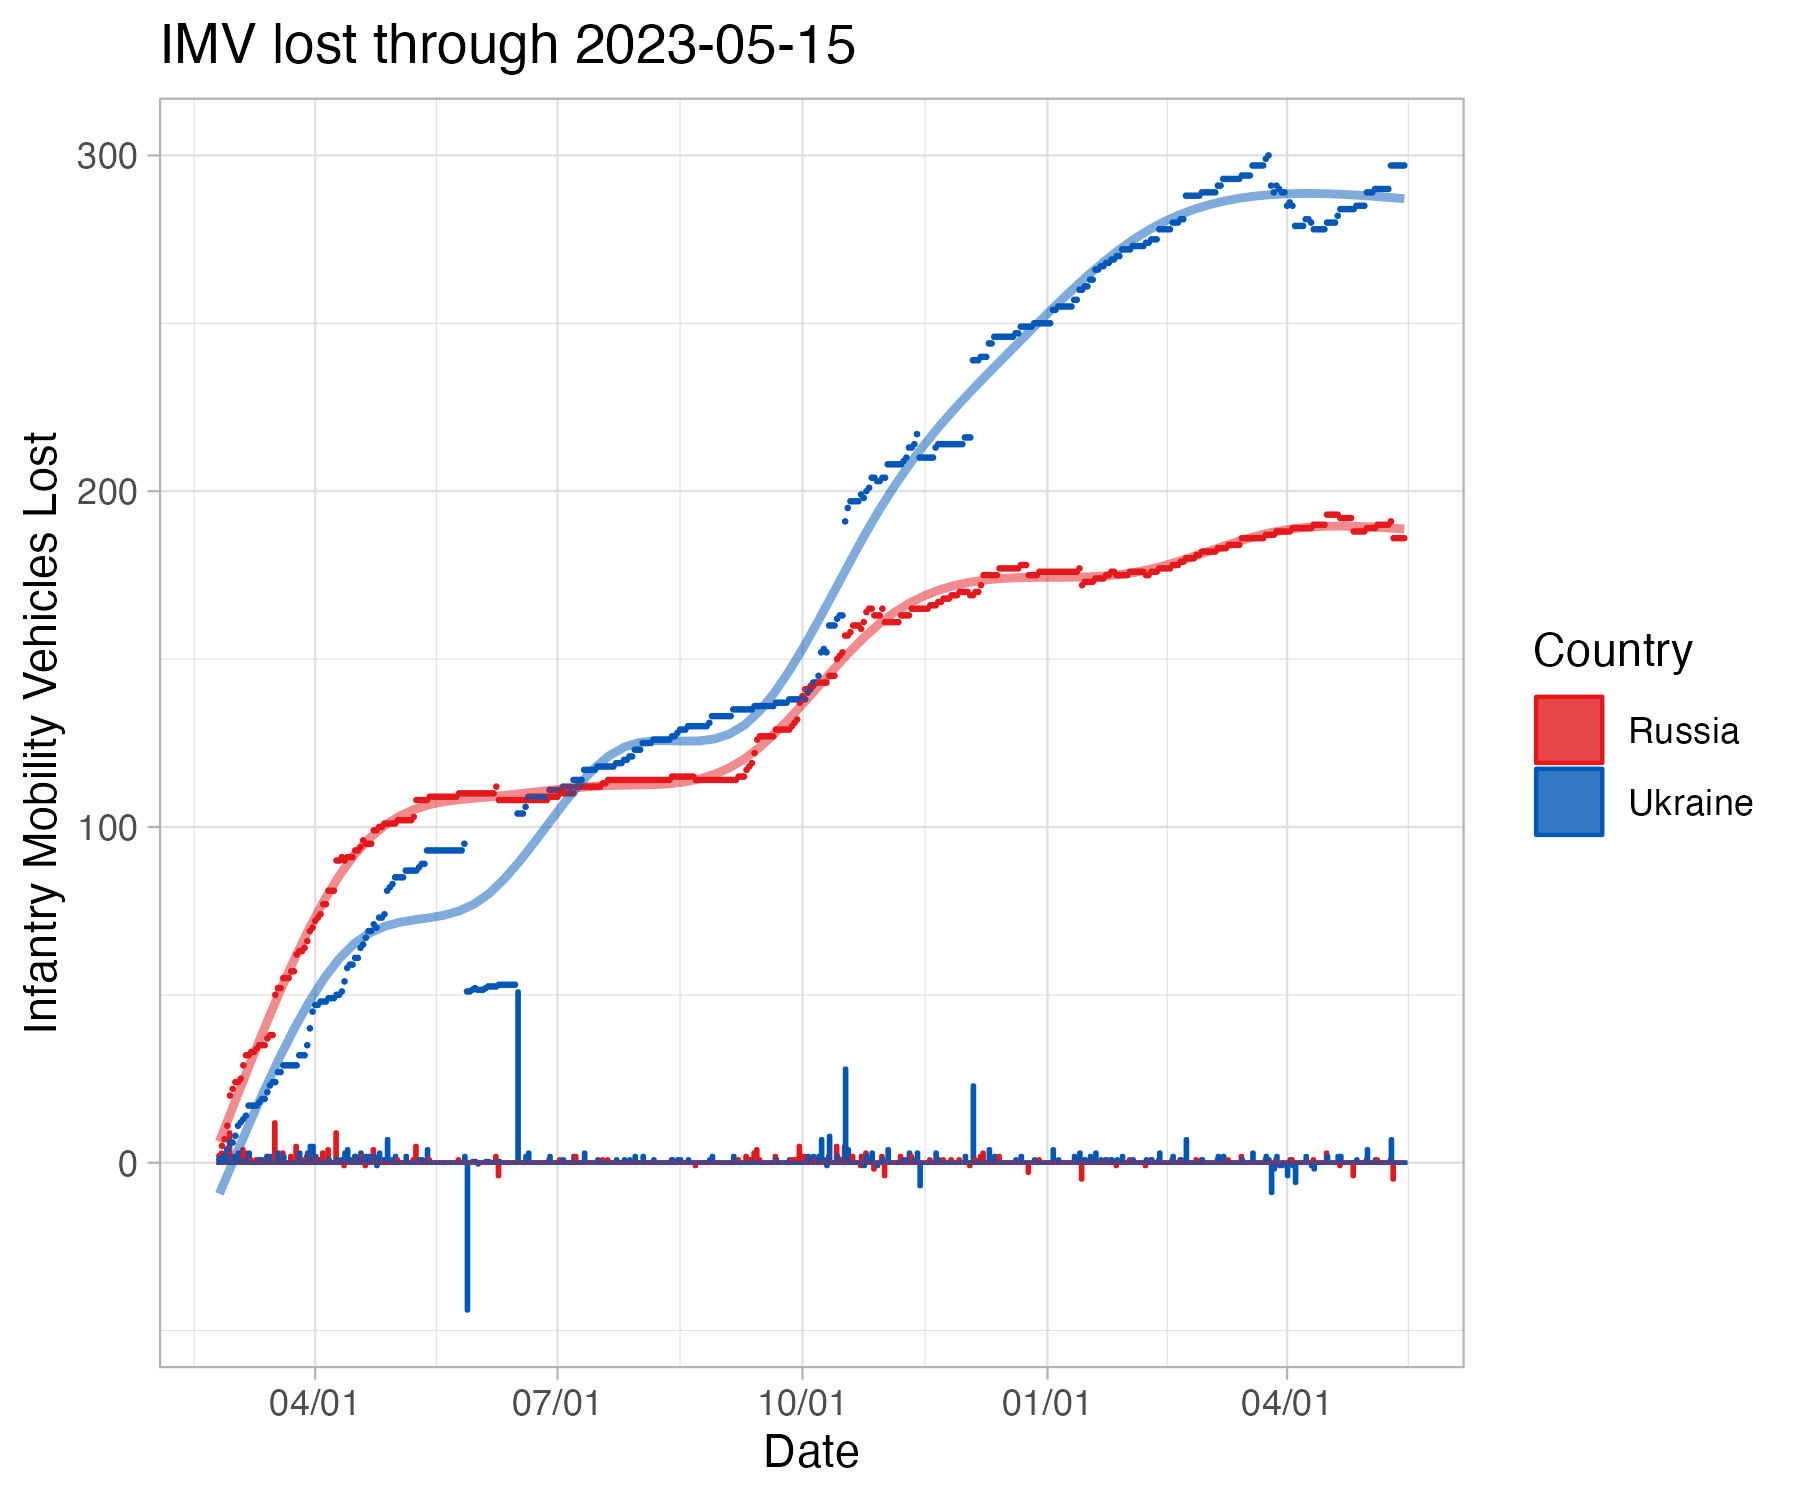 IMV lost through 2023-05-15
Infantry Mobility Vehicles Lost
300
200
100
0
04/01
07/01
10/01
01/01
04/01
Date
Country
Russia
Ukraine